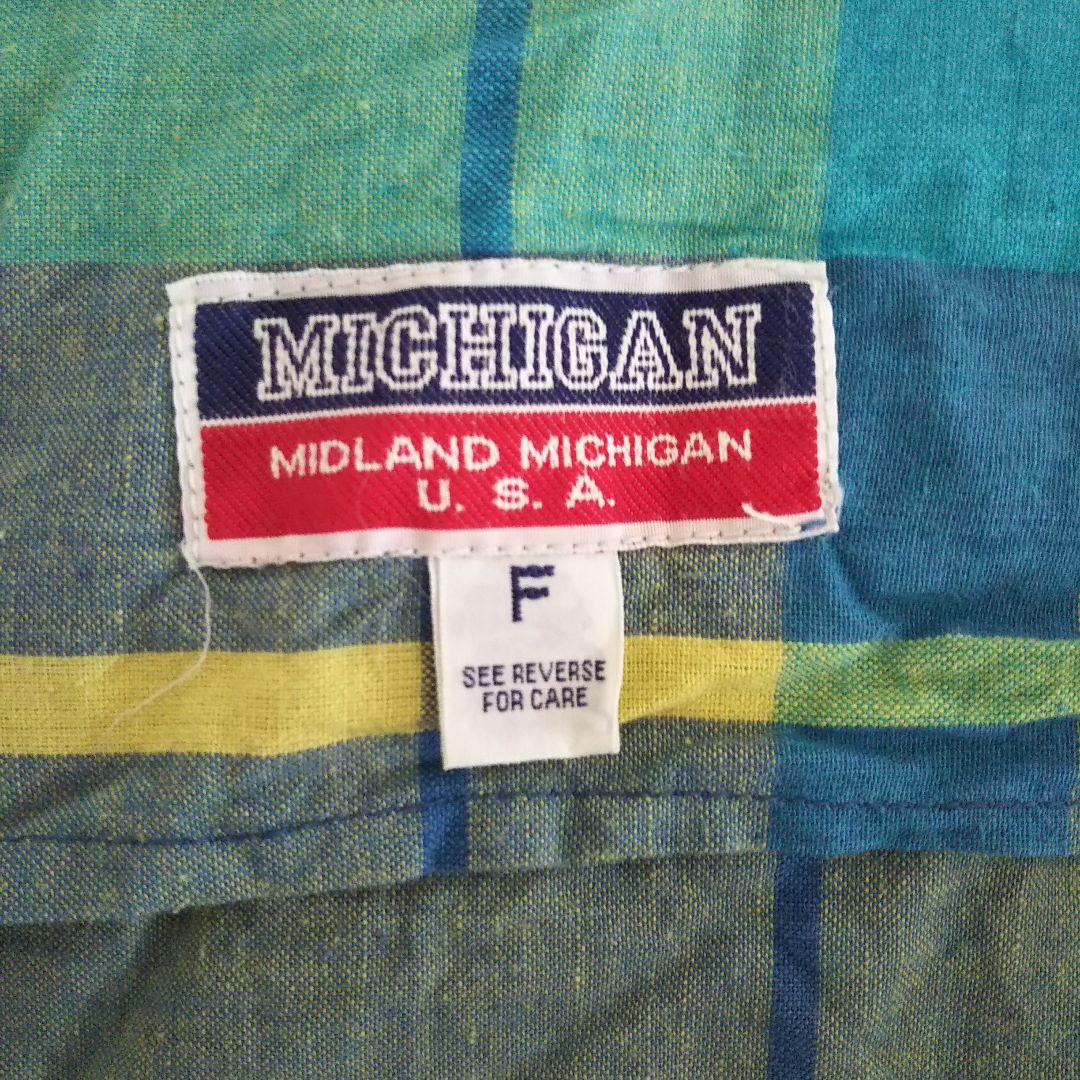 MICHIGAN
MIDLAND MICHIGAN
U. S. A.
F
SEE REVERSE
FOR CARE